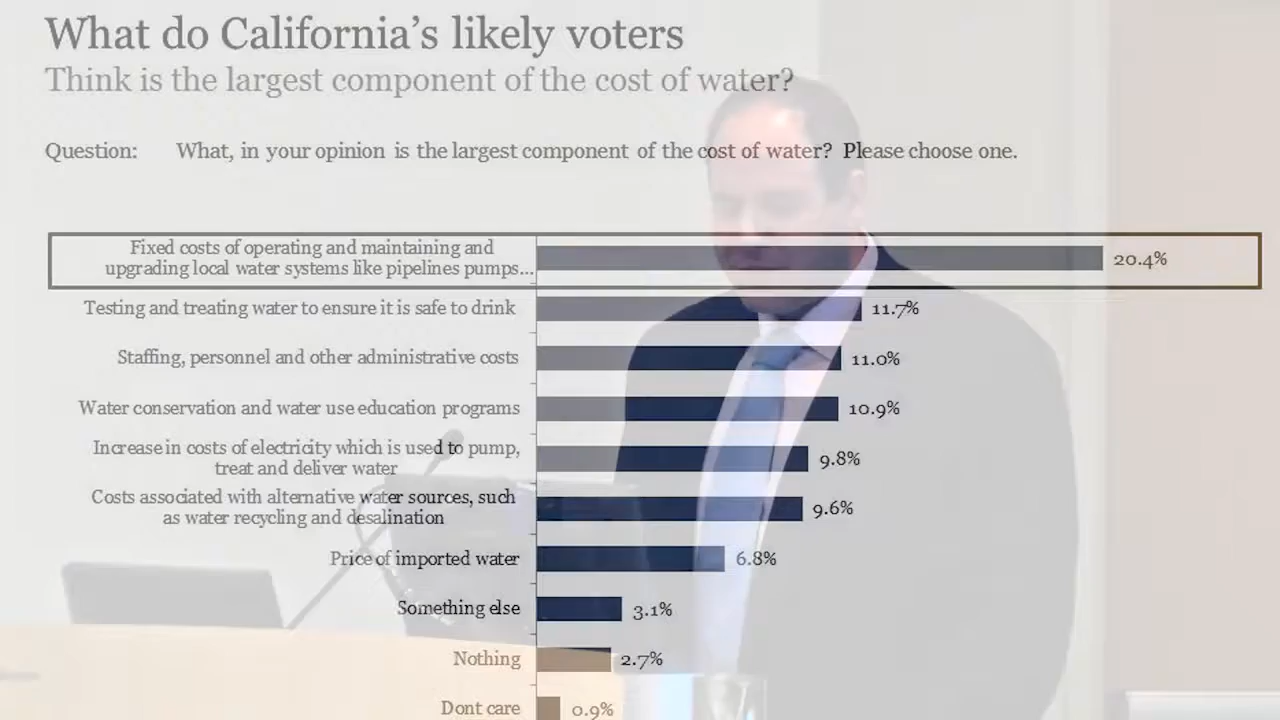 What do California's likely voters
Think is the largest component of the cost of water?
Question: What, in your opinion is the largest component of the cost of water? Please choose one.
Fixed costs of operating and maintaining and
upgrading local water systems like pipelines pumps...
20.4%
Testing and treating water to ensure it is safe to drink
11.7%
Staffing, personnel and other administrative costs
11.0%
Water conservation and water use education programs
10.9%
Increase in costs of electricity which is used to pump,
treat and deliver water
9.8%
Costs associated with alternative water sources, such
as water recycling and desalination
9.6%
Price of imported water
6.8%
Something else
3.1%
Nothing
2.7%
Dont care
0.9%